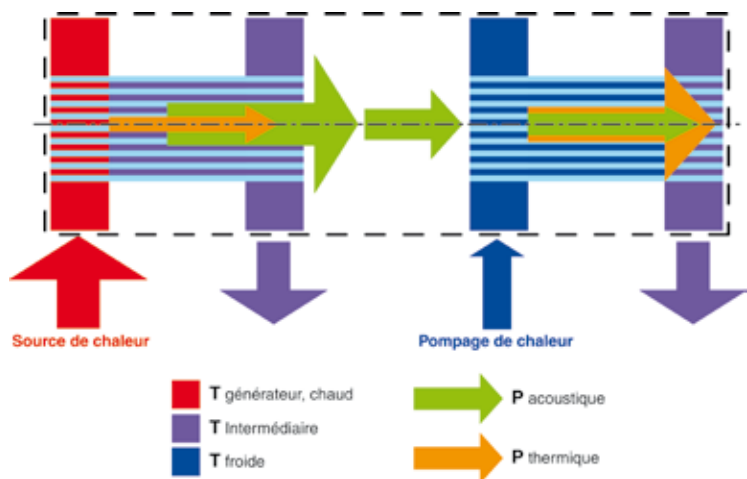 Source de chaleur
Pompage de chaleur
T générateur, chaud
P acoustique
T Intermédiaire
T froide
P thermique